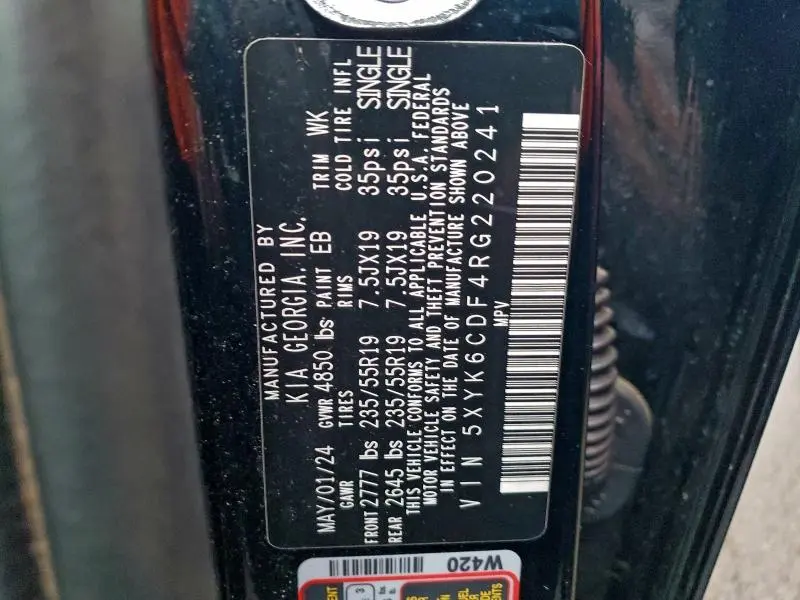 MANUFACTURED BY
KIA GEORGIA, INC.
MAY/01/24 GVWR 4850 lbs PAINT EB TRIM WK
GAWR TIRES RIMS COLD TIRE INFL
FRONT 2777 lbs 235/55R19 7.5JX19 35psi SINGLE
REAR 2645 lbs 235/55R19 7.5JX19 35psi SINGLE
THIS VEHICLE CONFORMS TO ALL APPLICABLE U.S.A. FEDERAL
MOTOR VEHICLE SAFETY AND THEFT PREVENTION STANDARDS
IN EFFECT ON THE DATE OF MANUFACTURE SHOWN ABOVE
VIN 5XYK6CDF4RG220241
MPV
W420